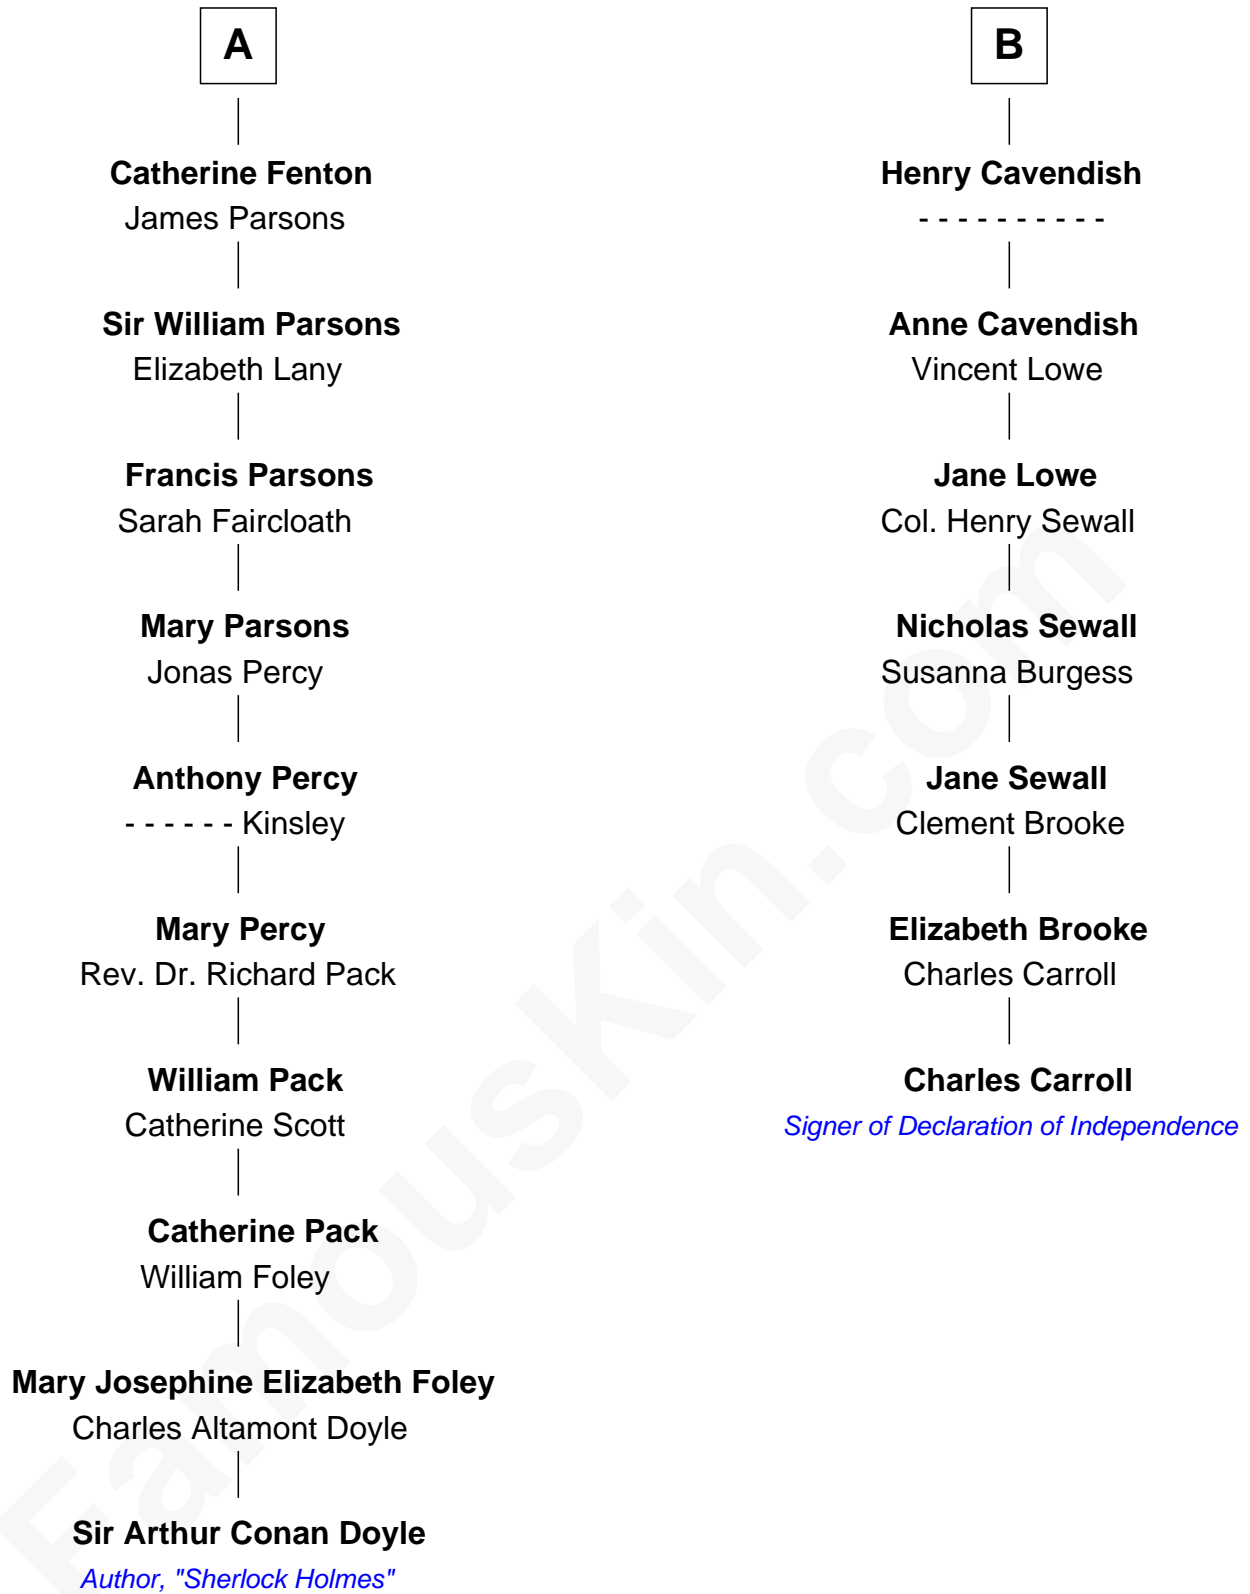 A
Catherine Fenton
James Parsons
Sir William Parsons
Elizabeth Lany
Francis Parsons
Sarah Faircloath
Mary Parsons
Jonas Percy
Anthony Percy
- - - - - - Kinsley
Mary Percy
Rev. Dr. Richard Pack
William Pack
Catherine Scott
Catherine Pack
William Foley
Mary Josephine Elizabeth Foley
Charles Altamont Doyle
Sir Arthur Conan Doyle
Author, "Sherlock Holmes"
B
Henry Cavendish
- - - - - - - - - -
Anne Cavendish
Vincent Lowe
Jane Lowe
Col. Henry Sewall
Nicholas Sewall
Susanna Burgess
Jane Sewall
Clement Brooke
Elizabeth Brooke
Charles Carroll
Charles Carroll
Signer of Declaration of Independence
FamousKin.com